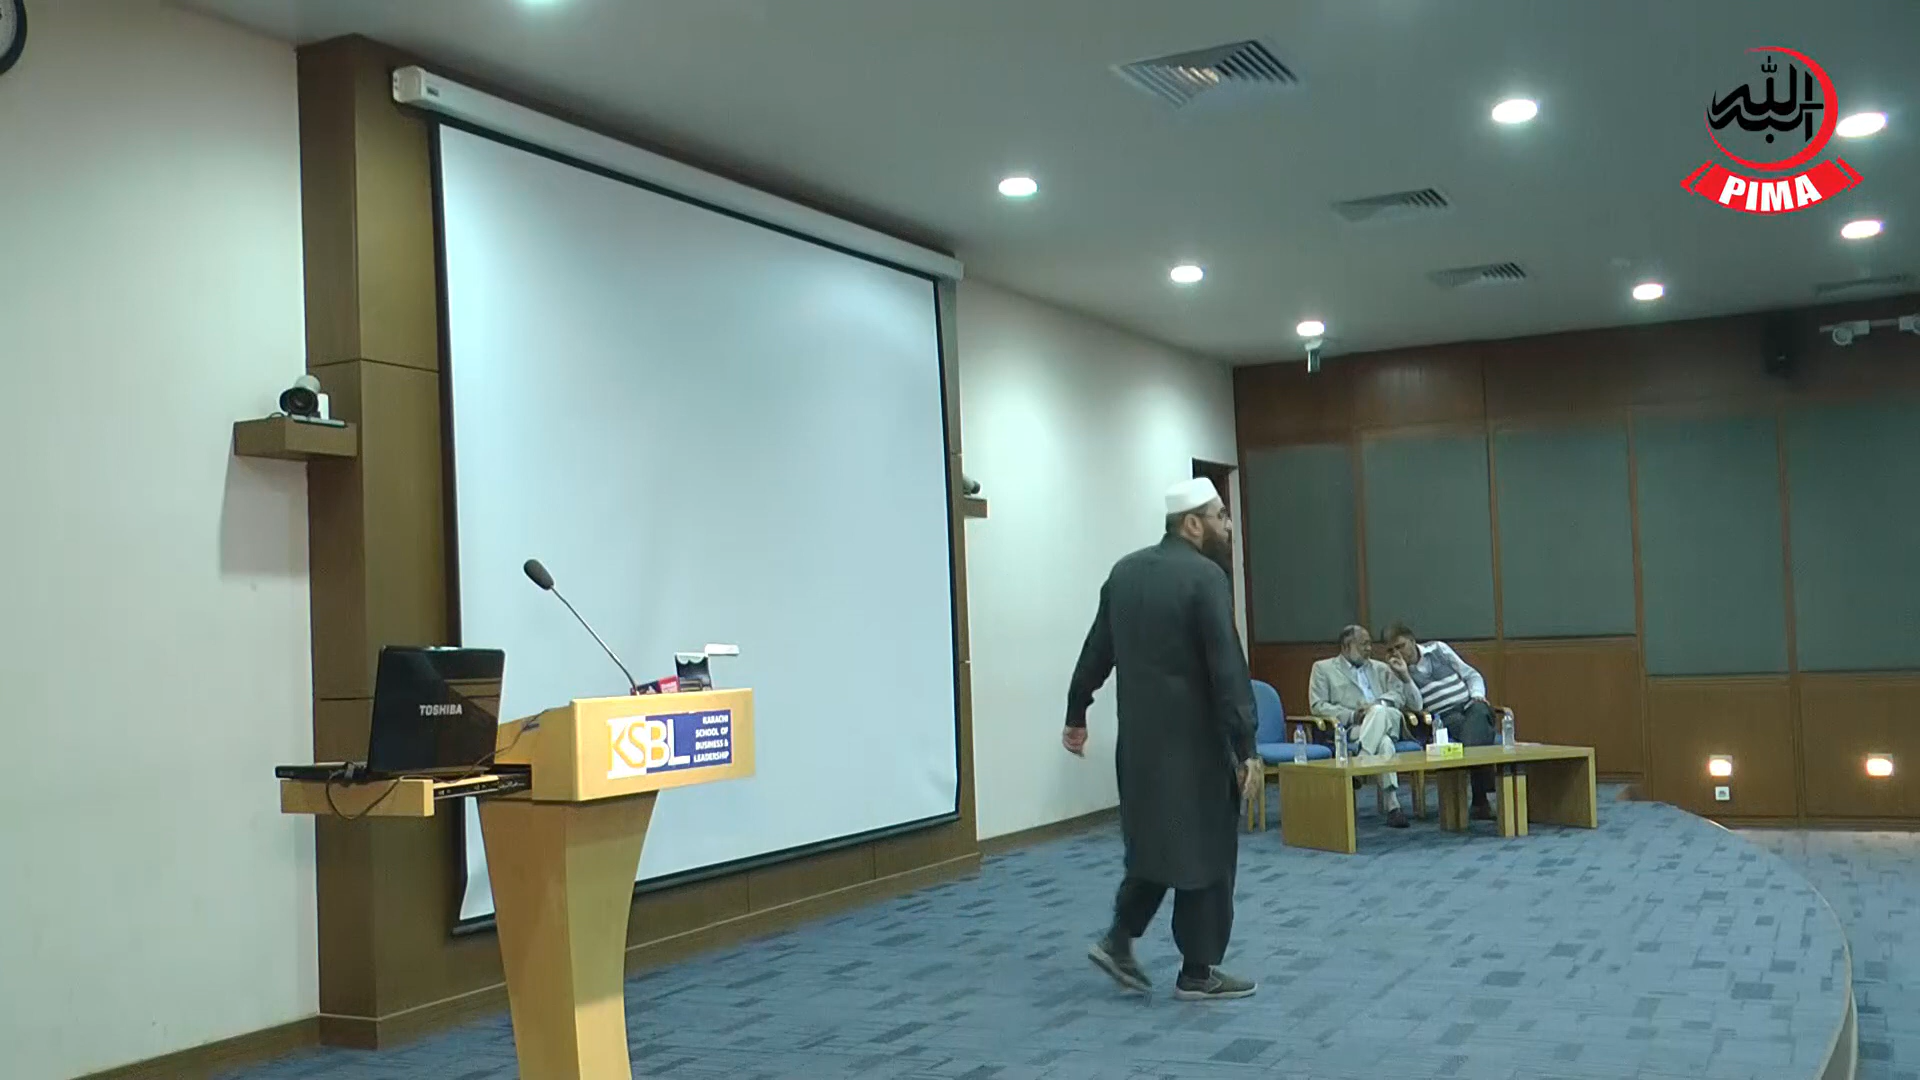 الله
PIMA
TOSHIBA
KSBL
KARACHI
SCHOOL OF
BUSINESS &
LEADERSHIP